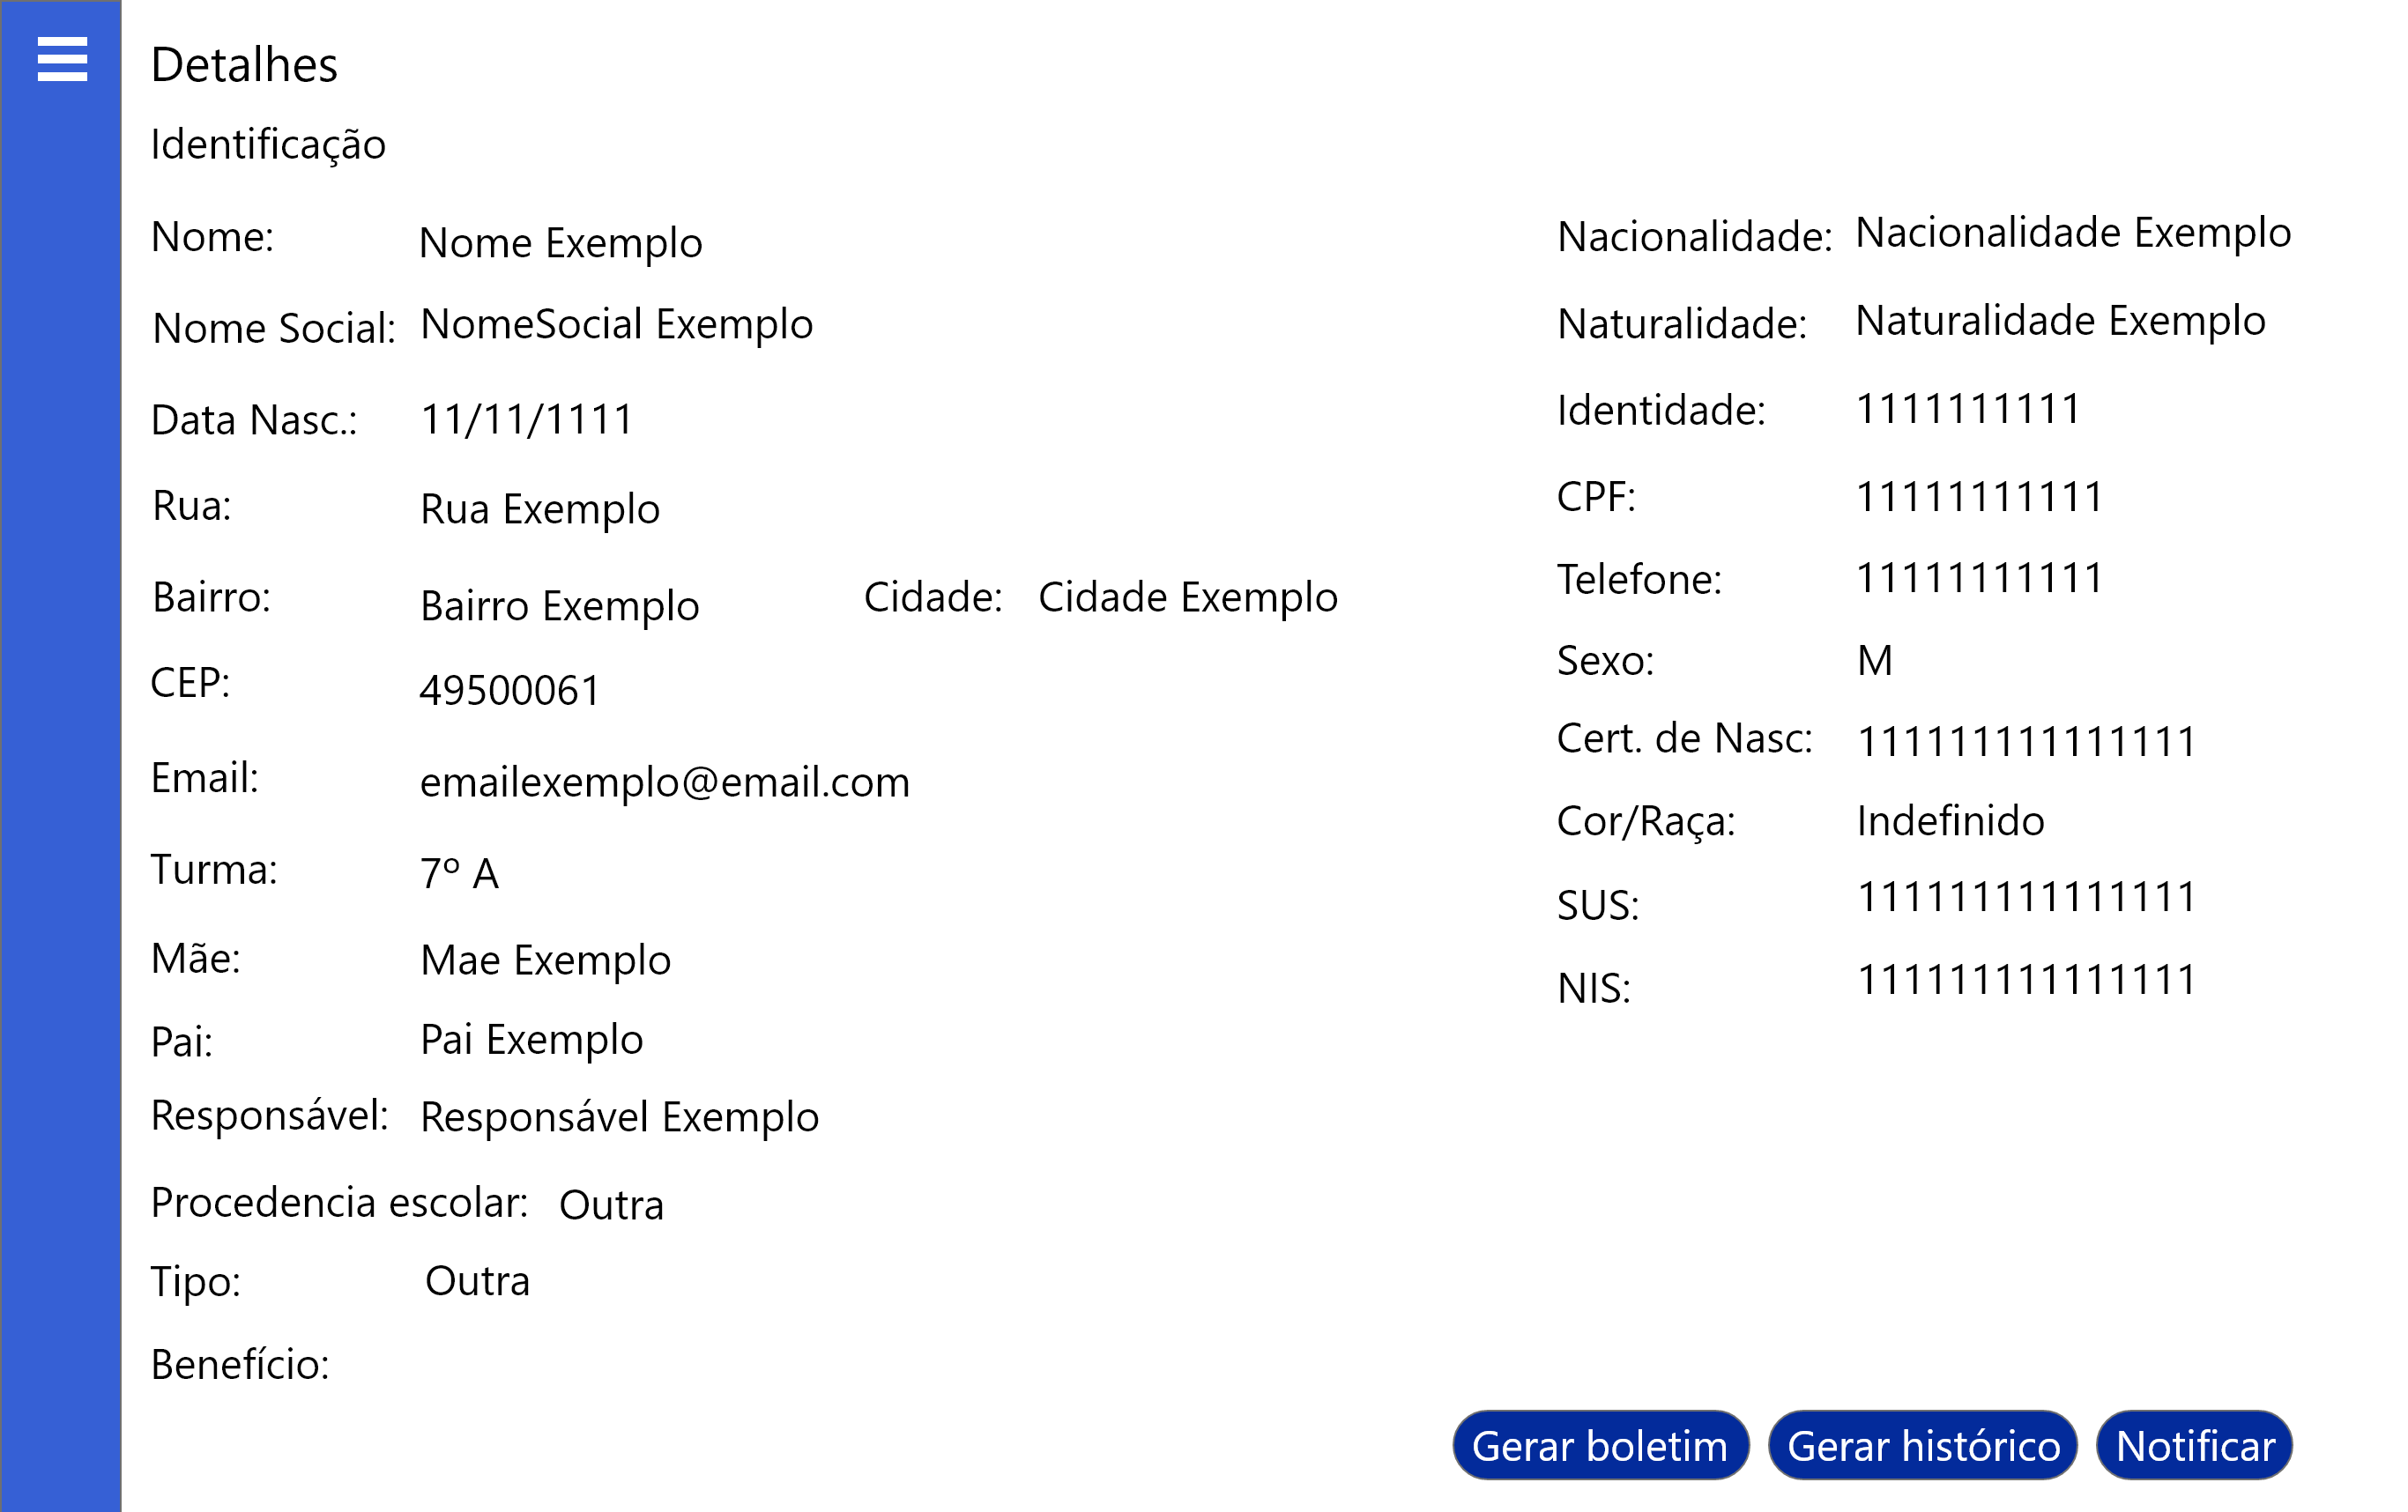 Detalhes
Identificação
Nome: Nome Exemplo
Nome Social: NomeSocial Exemplo
Data Nasc.: 11/11/1111
Rua: Rua Exemplo
Bairro: Bairro Exemplo Cidade: Cidade Exemplo
CEP: 49500061
Email: emailexemplo@email.com
Turma: 7º A
Mãe: Mae Exemplo
Pai: Pai Exemplo
Responsável: Responsável Exemplo
Procedencia escolar: Outra
Tipo: Outra
Benefício:
Nacionalidade: Nacionalidade Exemplo
Naturalidade: Naturalidade Exemplo
Identidade: 1111111111
CPF: 11111111111
Telefone: 11111111111
Sexo: M
Cert. de Nasc: 111111111111111
Cor/Raça: Indefinido
SUS: 111111111111111
NIS: 111111111111111
Gerar boletim Gerar histórico Notificar